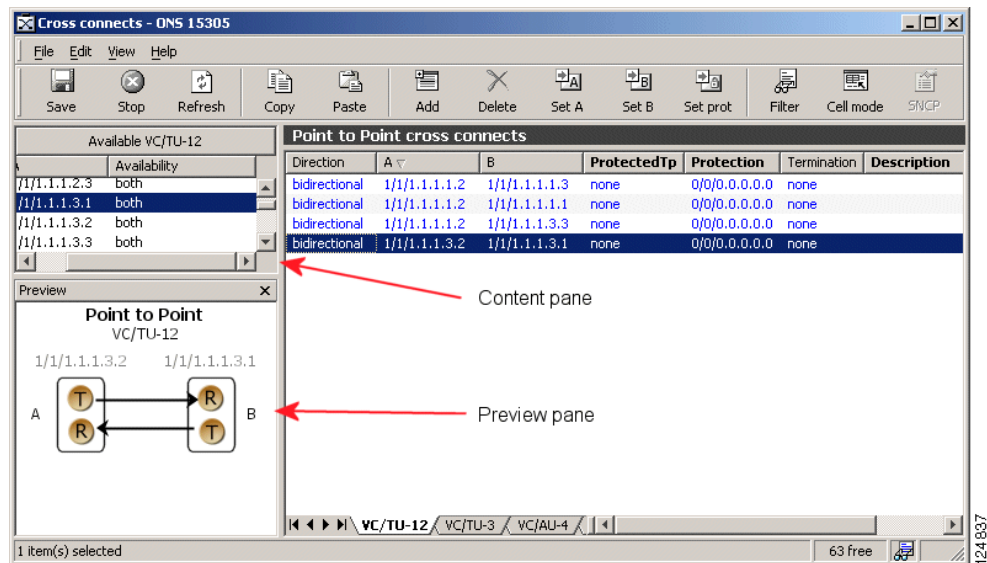 Cross connects - ONS 15305
File Edit View Help
Save Stop Refresh Copy Paste Add Delete Set A Set B Set prot Filter Cell mode SNCP
Available VC/TU-12
Availability
/1/1.1.1.2.3 both
/1/1.1.1.3.1 both
/1/1.1.1.3.2 both
/1/1.1.1.3.3 both
Point to Point cross connects
Direction A B ProtectedTp Protection Termination Description
bidirectional 1/1/1.1.1.1.2 1/1/1.1.1.1.3 none 0/0/0.0.0.0.0 none
bidirectional 1/1/1.1.1.1.2 1/1/1.1.1.1.1 none 0/0/0.0.0.0.0 none
bidirectional 1/1/1.1.1.1.2 1/1/1.1.1.3.3 none 0/0/0.0.0.0.0 none
bidirectional 1/1/1.1.1.3.2 1/1/1.1.1.3.1 none 0/0/0.0.0.0.0 none
Content pane
Preview
Point to Point
VC/TU-12
1/1/1.1.1.3.2 1/1/1.1.1.3.1
A T R B
R T
Preview pane
VC/TU-12 VC/TU-3 VC/AU-4
1 item(s) selected 63 free
124837